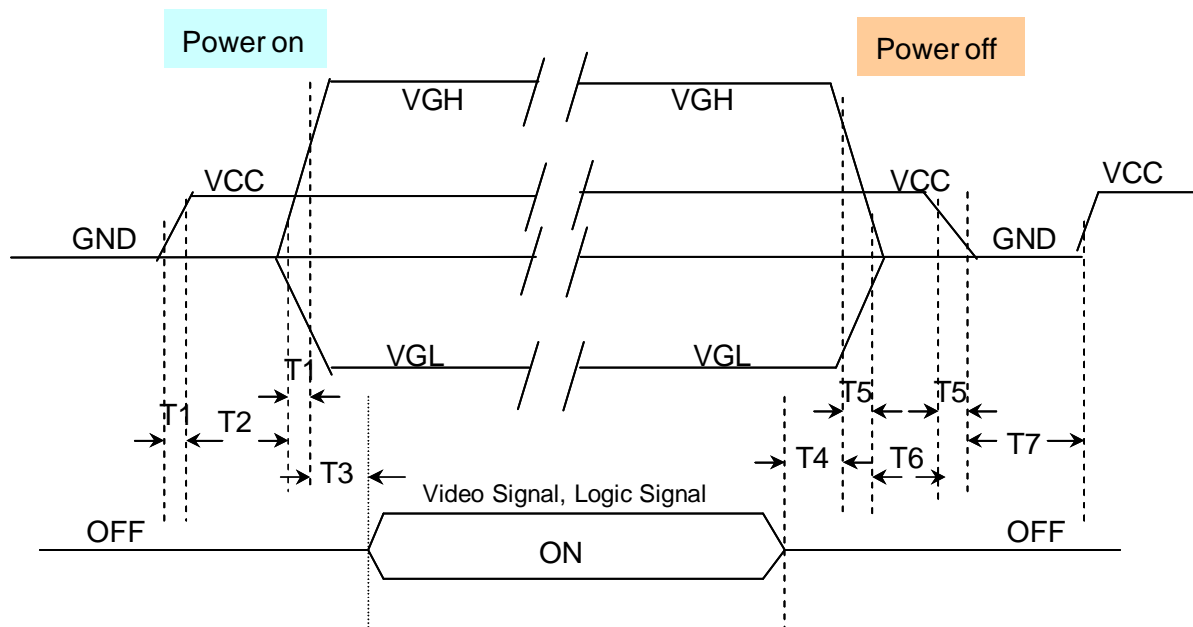 Power on
Power off
VGH
VGH
VCC
VCC
VCC
GND
GND
VGL
VGL
T1
T5
T5
T1
T2
T7
T3
T4
T6
Video Signal, Logic Signal
OFF
ON
OFF